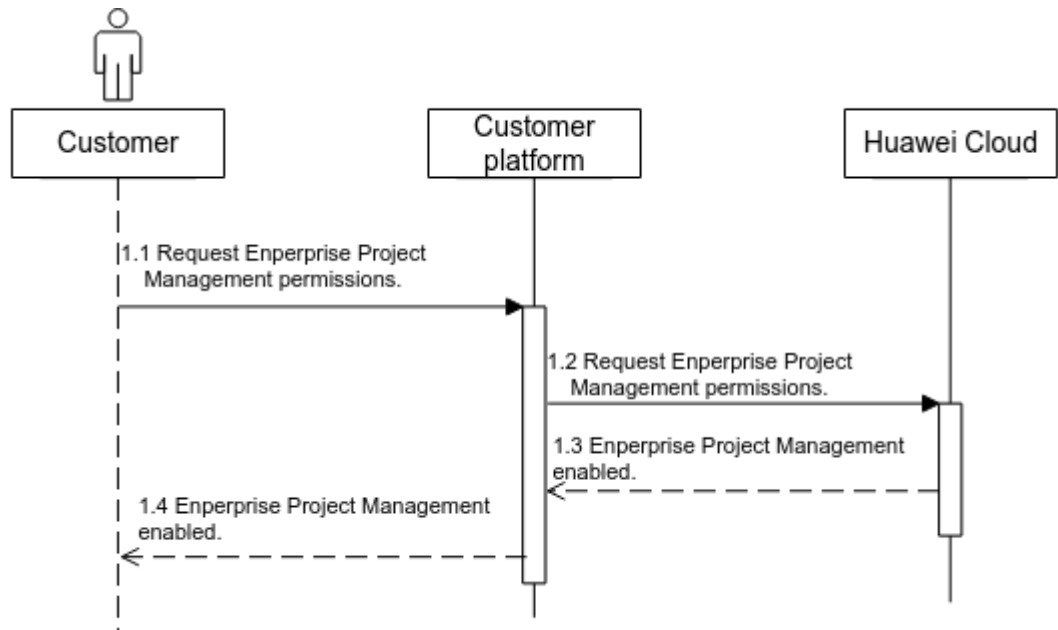 Customer
Customer
platform
Huawei Cloud
1.1 Request Enperprise Project
Management permissions.
1.2 Request Enperprise Project
Management permissions.
1.3 Enperprise Project Management
enabled.
1.4 Enperprise Project Management
enabled.